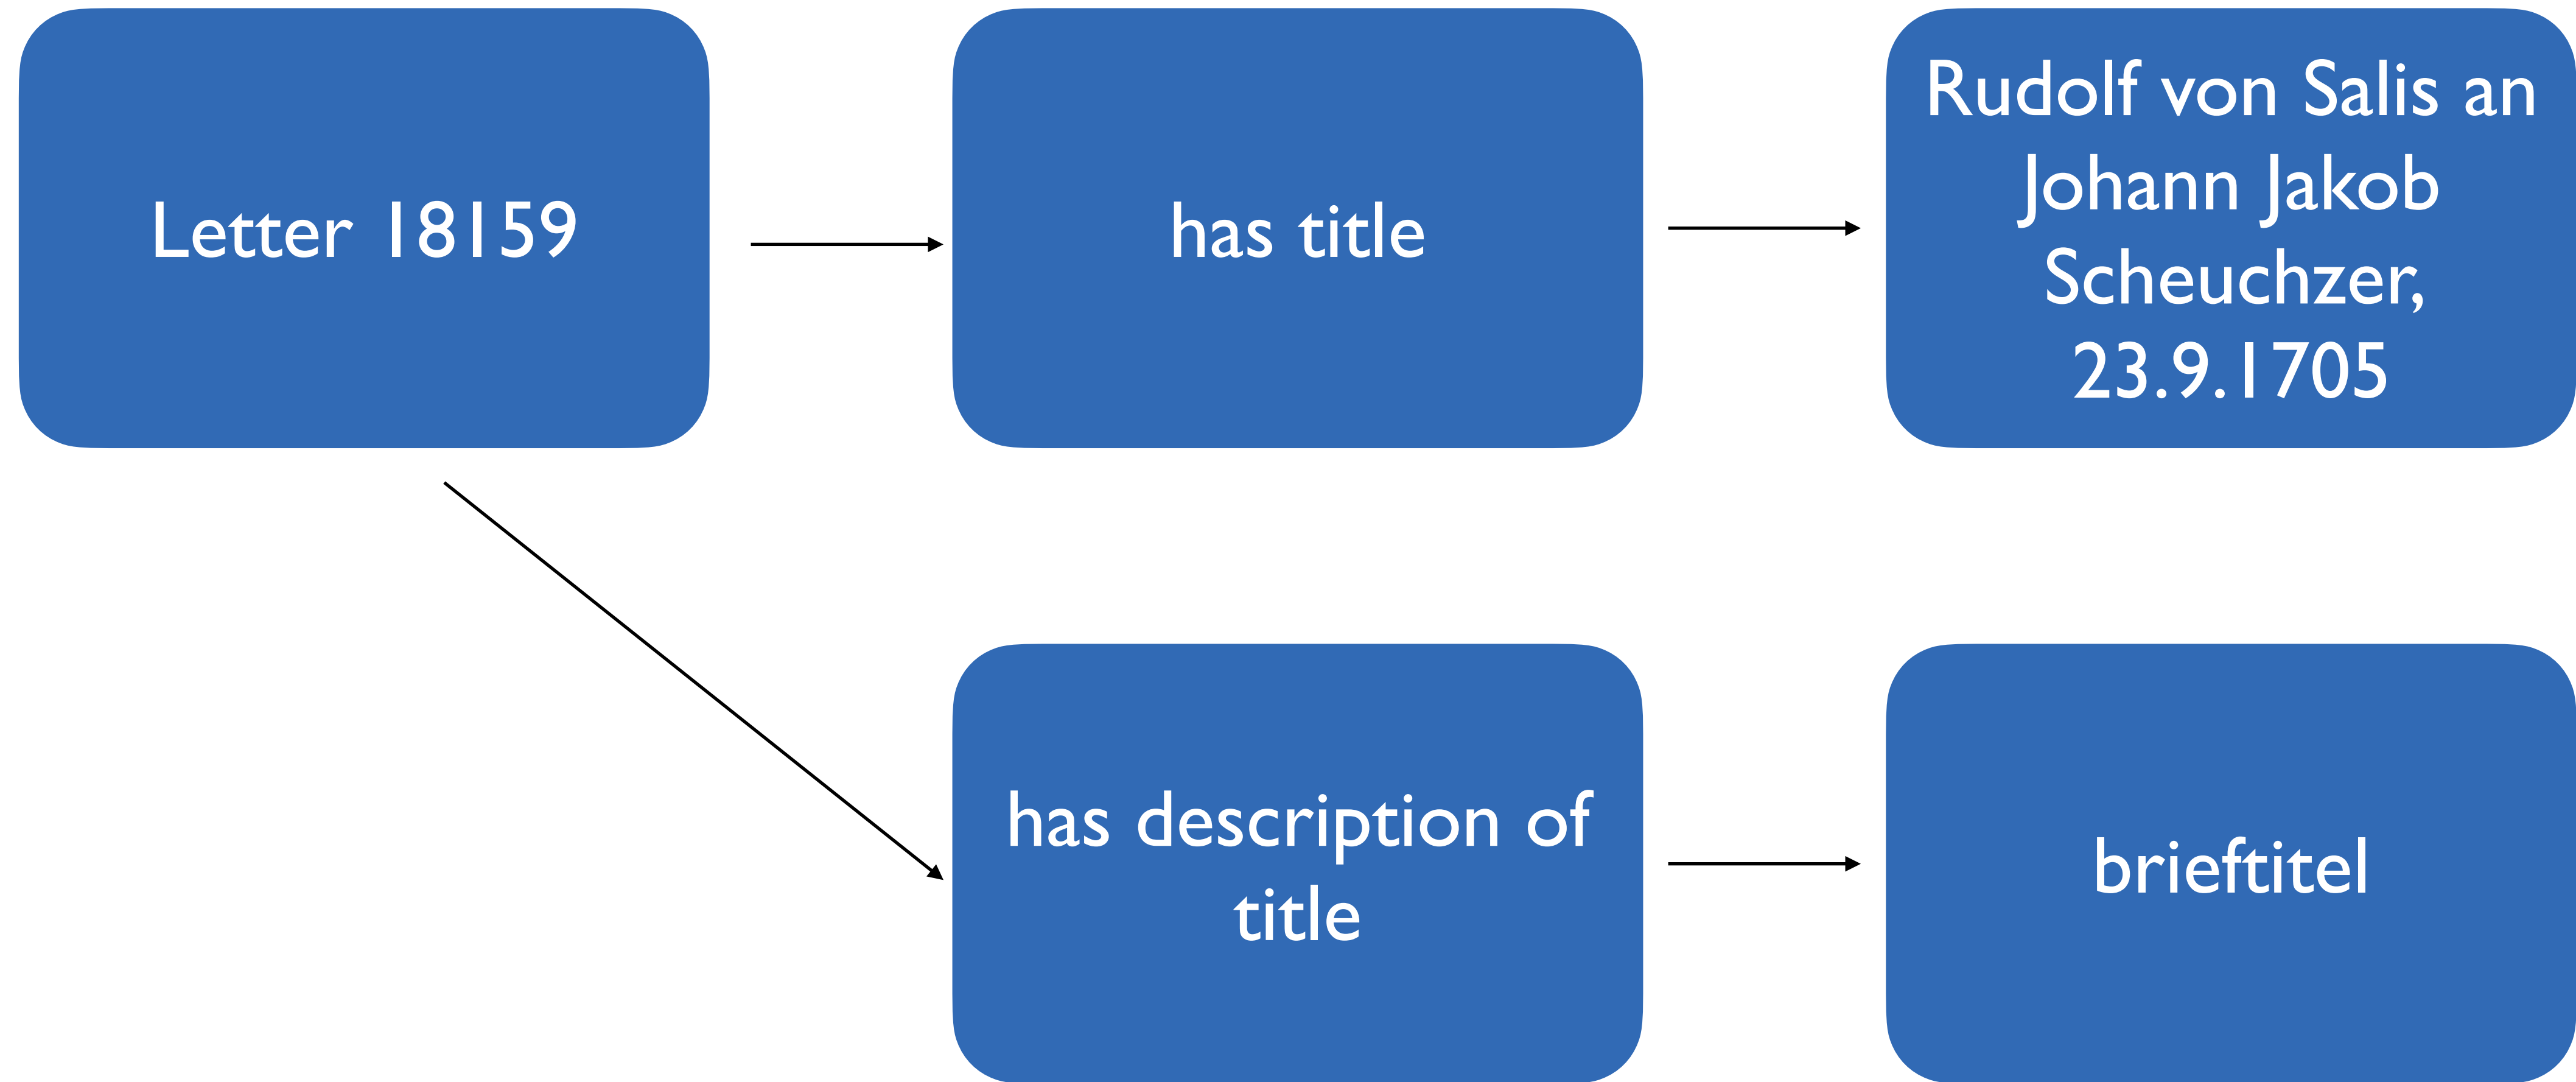 Letter 18159
has title
Rudolf von Salis an
Johann Jakob
Scheuchzer,
23.9.1705
has description of
title
brieftitel